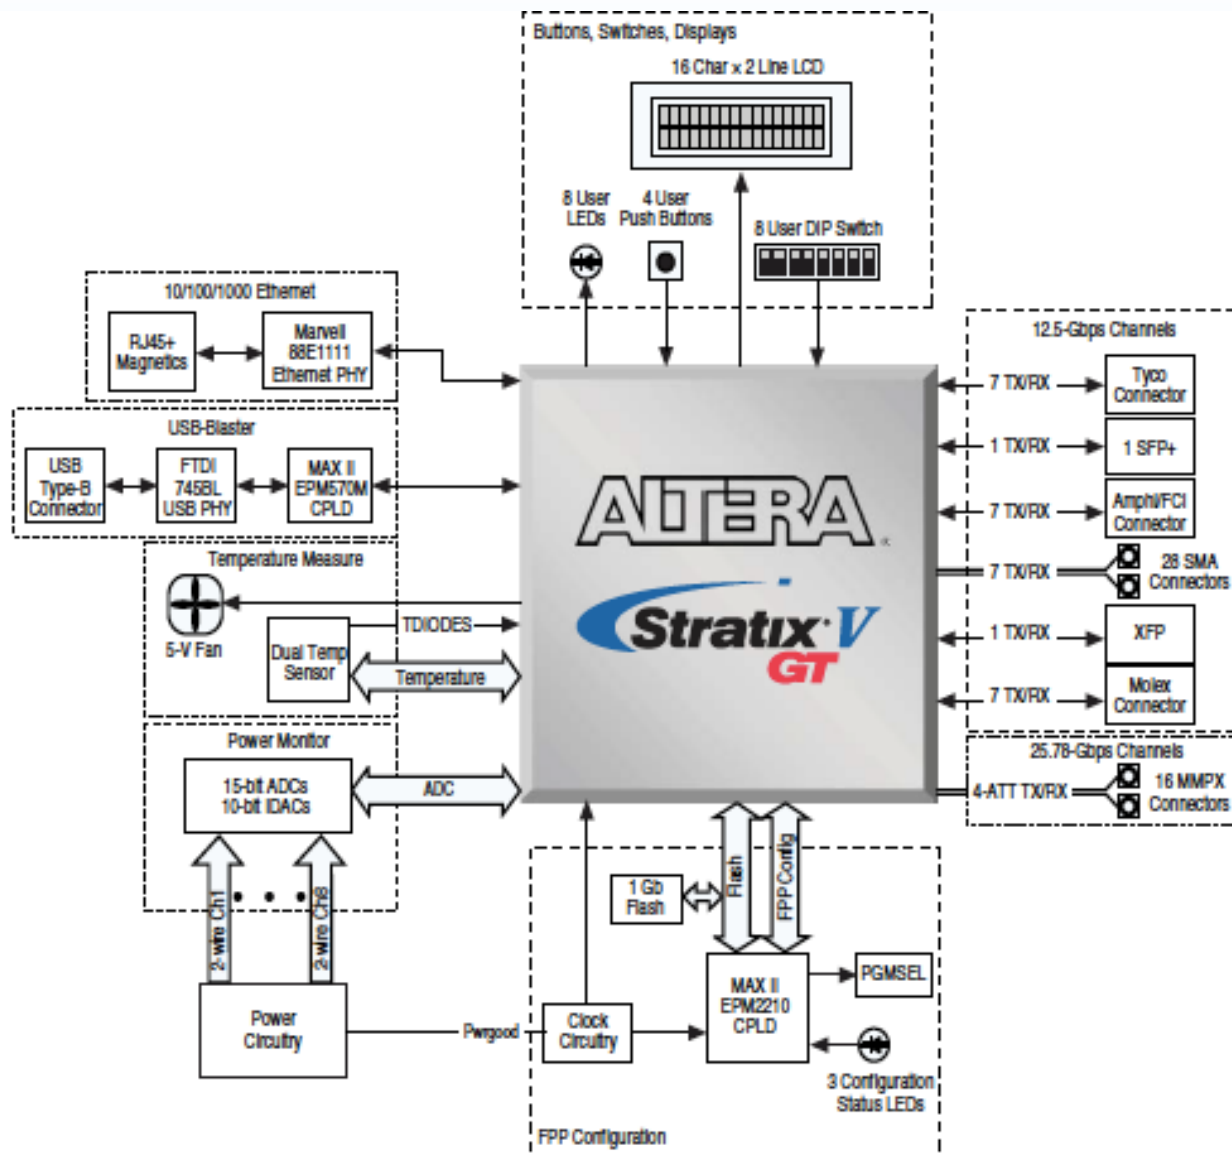 Buttons, Switches, Displays
16 Char × 2 Line LCD
8 User
LEDs
4 User
Push Buttons
8 User DIP Switch
10/100/1000 Ethernet
RJ45+
Magnetics
Marvell
88E1111
Ethernet PHY
USB-Blaster
USB
Type-B
Connector
FTDI
745BL
USB PHY
MAX II
EPM570M
CPLD
Temperature Measure
5-V Fan
TDIODES
Dual Temp
Sensor
Temperature
Power Monitor
15-bit ADCs
10-bit IDACs
ADC
2-wire Ch1
2-wire Ch8
Power
Circuitry
Pwrgood
ALTERA
®
Stratix V
GT
12.5-Gbps Channels
7 TX/RX
Tyco
Connector
1 TX/RX
1 SFP+
7 TX/RX
Amphl/FCI
Connector
7 TX/RX
28 SMA
Connectors
1 TX/RX
XFP
7 TX/RX
Molex
Connector
25.78-Gbps Channels
4-ATT TX/RX
16 MMPX
Connectors
1 Gb
Flash
Flash
FPP Config
MAX II
EPM2210
CPLD
PGMSEL
Clock
Circuitry
3 Configuration
Status LEDs
FPP Configuration